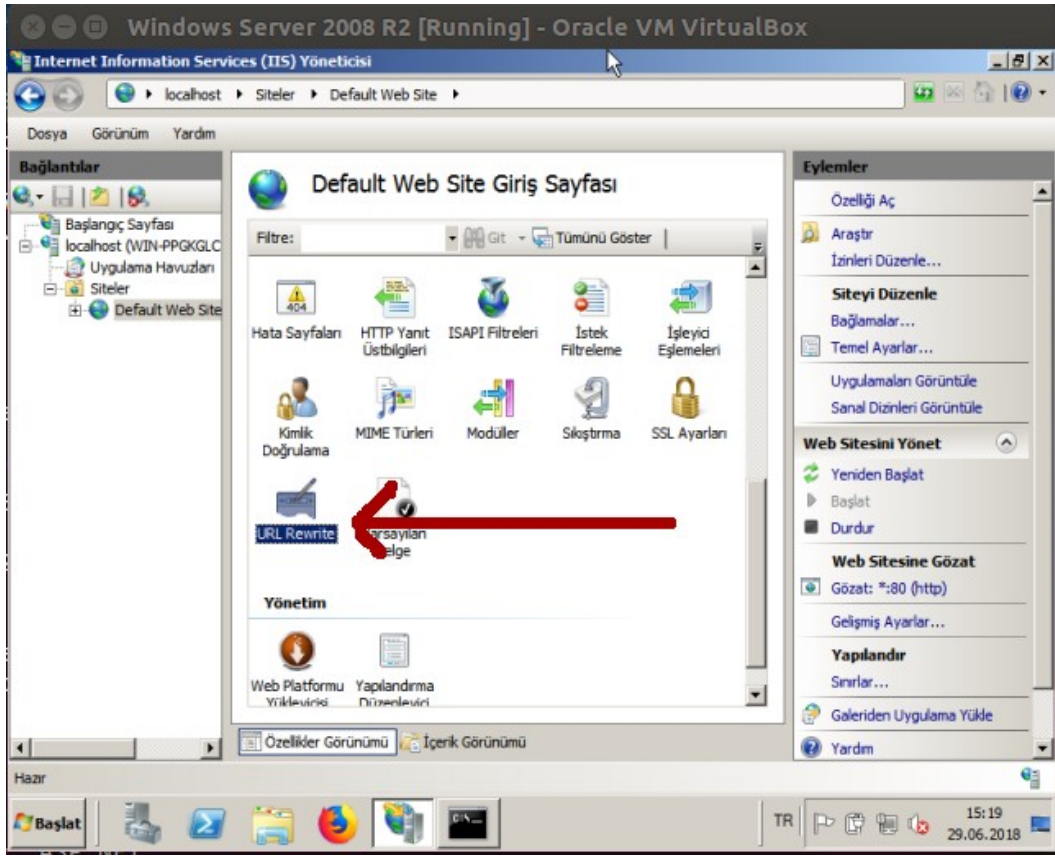 Windows Server 2008 R2 [Running] - Oracle VM VirtualBox
Internet Information Services (IIS) Yöneticisi
localhost Siteler Default Web Site
Dosya Görünüm Yardım
Bağlantılar
Başlangıç Sayfası
localhost (WIN-PPGKGLC
Uygulama Havuzları
Siteler
Default Web Site
Default Web Site Giriş Sayfası
Filtre: Git Tümünü Göster
404
Hata Sayfaları HTTP Yanıt Üstbilgileri ISAPI Filtreleri İstek Filtreleme İşleyici Eşlemeleri
Kimlik Doğrulama MIME Türleri Modüller Sıkıştırma SSL Ayarları
URL Rewrite
Yönetim
Web Platformu Yükleyicisi Yapılandırma Düzenleyici
Özellikler Görünümü İçerik Görünümü
Eylemler
Özelliği Aç
Araştır
İzinleri Düzenle...
Siteyi Düzenle
Bağlamalar...
Temel Ayarlar...
Uygulamaları Görüntüle
Sanal Dizinleri Görüntüle
Web Sitesini Yönet
Yeniden Başlat
Başlat
Durdur
Web Sitesine Gözat
Gözat: *:80 (http)
Gelişmiş Ayarlar...
Yapılandır
Sınırlar...
Galeriden Uygulama Yükle
Yardım
Hazır
Başlat
TR
15:19
29.06.2018